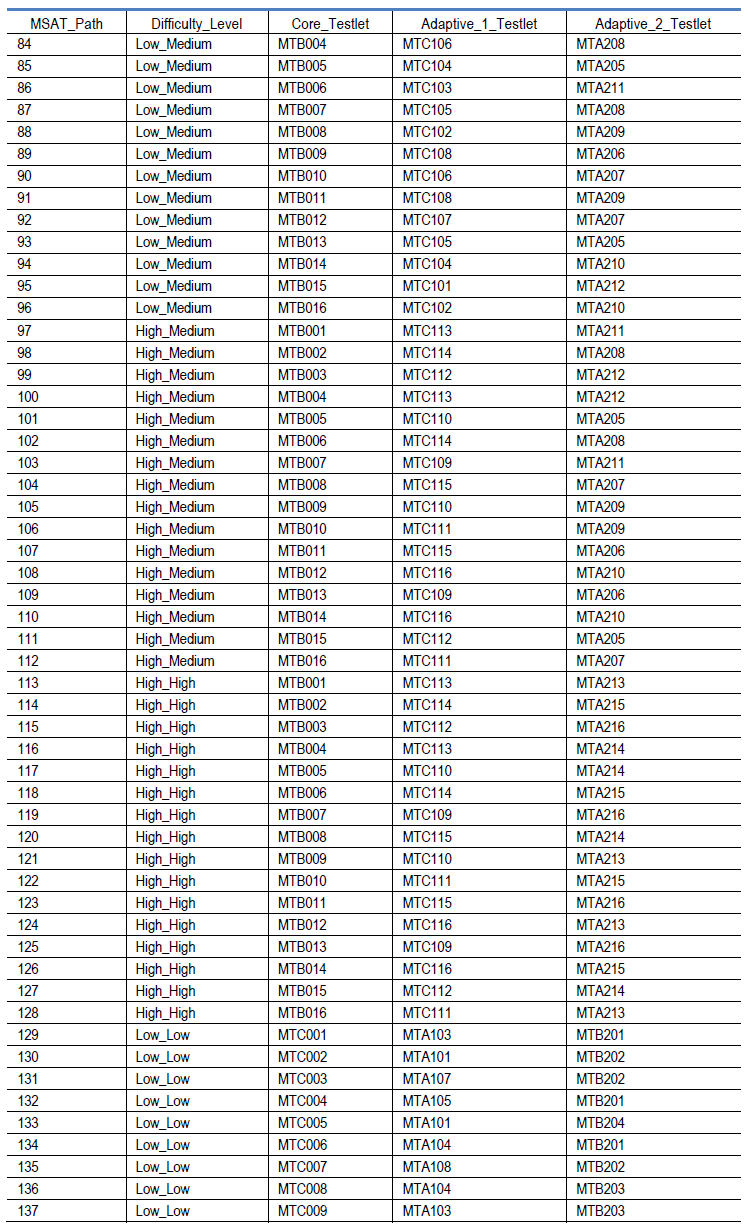 MSAT_Path Difficulty_Level Core_Testlet Adaptive_1_Testlet Adaptive_2_Testlet
84 Low_Medium MTB004 MTC106 MTA208
85 Low_Medium MTB005 MTC104 MTA205
86 Low_Medium MTB006 MTC103 MTA211
87 Low_Medium MTB007 MTC105 MTA208
88 Low_Medium MTB008 MTC102 MTA209
89 Low_Medium MTB009 MTC108 MTA206
90 Low_Medium MTB010 MTC106 MTA207
91 Low_Medium MTB011 MTC108 MTA209
92 Low_Medium MTB012 MTC107 MTA207
93 Low_Medium MTB013 MTC105 MTA205
94 Low_Medium MTB014 MTC104 MTA210
95 Low_Medium MTB015 MTC101 MTA212
96 Low_Medium MTB016 MTC102 MTA210
97 High_Medium MTB001 MTC113 MTA211
98 High_Medium MTB002 MTC114 MTA208
99 High_Medium MTB003 MTC112 MTA212
100 High_Medium MTB004 MTC113 MTA212
101 High_Medium MTB005 MTC110 MTA205
102 High_Medium MTB006 MTC114 MTA208
103 High_Medium MTB007 MTC109 MTA211
104 High_Medium MTB008 MTC115 MTA207
105 High_Medium MTB009 MTC110 MTA209
106 High_Medium MTB010 MTC111 MTA209
107 High_Medium MTB011 MTC115 MTA206
108 High_Medium MTB012 MTC116 MTA210
109 High_Medium MTB013 MTC109 MTA206
110 High_Medium MTB014 MTC116 MTA210
111 High_Medium MTB015 MTC112 MTA205
112 High_Medium MTB016 MTC111 MTA207
113 High_High MTB001 MTC113 MTA213
114 High_High MTB002 MTC114 MTA215
115 High_High MTB003 MTC112 MTA216
116 High_High MTB004 MTC113 MTA214
117 High_High MTB005 MTC110 MTA214
118 High_High MTB006 MTC114 MTA215
119 High_High MTB007 MTC109 MTA216
120 High_High MTB008 MTC115 MTA214
121 High_High MTB009 MTC110 MTA213
122 High_High MTB010 MTC111 MTA215
123 High_High MTB011 MTC115 MTA216
124 High_High MTB012 MTC116 MTA213
125 High_High MTB013 MTC109 MTA216
126 High_High MTB014 MTC116 MTA215
127 High_High MTB015 MTC112 MTA214
128 High_High MTB016 MTC111 MTA213
129 Low_Low MTC001 MTA103 MTB201
130 Low_Low MTC002 MTA101 MTB202
131 Low_Low MTC003 MTA107 MTB202
132 Low_Low MTC004 MTA105 MTB201
133 Low_Low MTC005 MTA101 MTB204
134 Low_Low MTC006 MTA104 MTB201
135 Low_Low MTC007 MTA108 MTB202
136 Low_Low MTC008 MTA104 MTB203
137 Low_Low MTC009 MTA103 MTB203